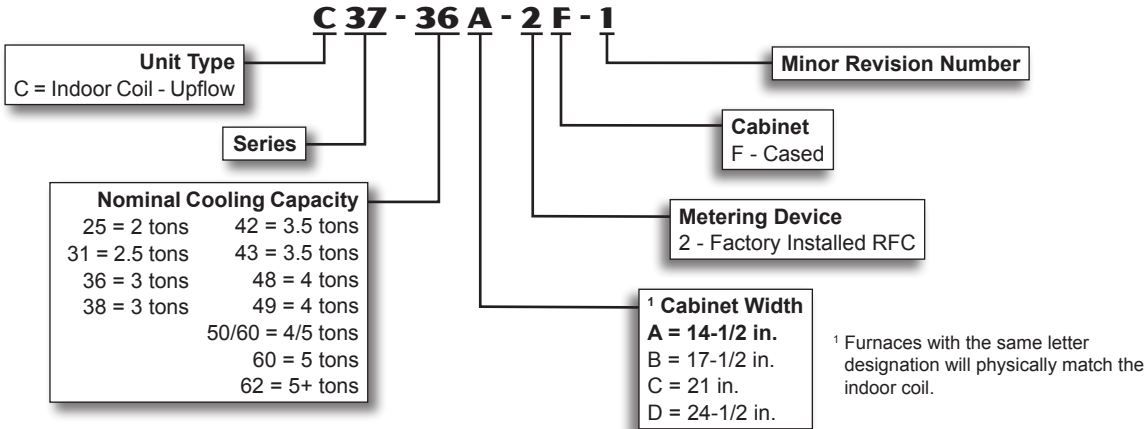 C 37 - 36 A - 2 F - 1
Unit Type
C = Indoor Coil - Upflow
Series
Nominal Cooling Capacity
25 = 2 tons 42 = 3.5 tons
31 = 2.5 tons 43 = 3.5 tons
36 = 3 tons 48 = 4 tons
38 = 3 tons 49 = 4 tons
50/60 = 4/5 tons
60 = 5 tons
62 = 5+ tons
Minor Revision Number
Cabinet
F - Cased
Metering Device
2 - Factory Installed RFC
¹ Cabinet Width
A = 14-1/2 in.
B = 17-1/2 in.
C = 21 in.
D = 24-1/2 in.
¹ Furnaces with the same letter
designation will physically match the
indoor coil.